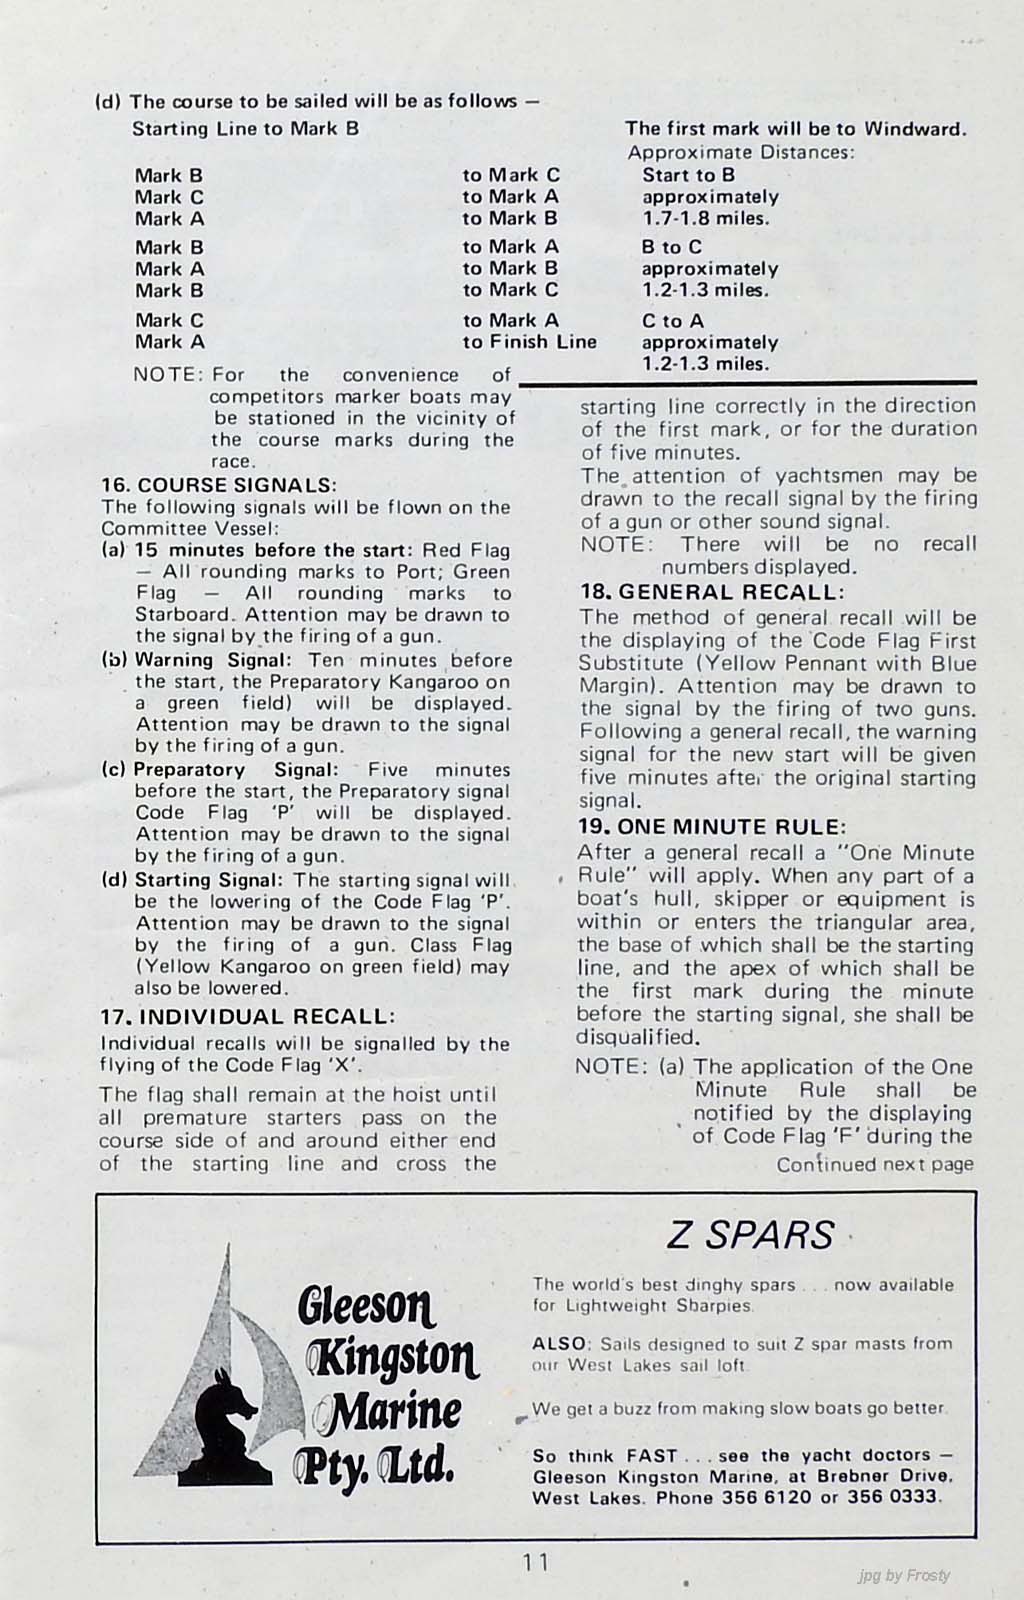 (d) The course to be sailed will be as follows —
Starting Line to Mark B The first mark will be to Windward.
Approximate Distances:
Mark B to Mark C Start to B
Mark C to Mark A approximately
Mark A to Mark B 1.7-1.8 miles.
Mark B to Mark A B to C
Mark A to Mark B approximately
Mark B to Mark C 1.2-1.3 miles.
Mark C to Mark A C to A
Mark A to Finish Line approximately
1.2-1.3 miles.
NOTE: For the convenience of
competitors marker boats may
be stationed in the vicinity of
the course marks during the
race.
16. COURSE SIGNALS:
The following signals will be flown on the
Committee Vessel:
(a) 15 minutes before the start: Red Flag
— All rounding marks to Port; Green
Flag — All rounding marks to
Starboard. Attention may be drawn to
the signal by the firing of a gun.
(b) Warning Signal: Ten minutes before
the start, the Preparatory Kangaroo on
a green field) will be displayed.
Attention may be drawn to the signal
by the firing of a gun.
(c) Preparatory Signal: Five minutes
before the start, the Preparatory signal
Code Flag 'P' will be displayed.
Attention may be drawn to the signal
by the firing of a gun.
(d) Starting Signal: The starting signal will
be the lowering of the Code Flag 'P'.
Attention may be drawn to the signal
by the firing of a gun. Class Flag
(Yellow Kangaroo on green field) may
also be lowered.
17. INDIVIDUAL RECALL:
Individual recalls will be signalled by the
flying of the Code Flag 'X'.
The flag shall remain at the hoist until
all premature starters pass on the
course side of and around either end
of the starting line and cross the
starting line correctly in the direction
of the first mark, or for the duration
of five minutes.
The attention of yachtsmen may be
drawn to the recall signal by the firing
of a gun or other sound signal.
NOTE: There will be no recall
numbers displayed.
18. GENERAL RECALL:
The method of general recall will be
the displaying of the Code Flag First
Substitute (Yellow Pennant with Blue
Margin). Attention may be drawn to
the signal by the firing of two guns.
Following a general recall, the warning
signal for the new start will be given
five minutes after the original starting
signal.
19. ONE MINUTE RULE:
After a general recall a "One Minute
Rule" will apply. When any part of a
boat's hull, skipper or equipment is
within or enters the triangular area,
the base of which shall be the starting
line, and the apex of which shall be
the first mark during the minute
before the starting signal, she shall be
disqualified.
NOTE: (a) The application of the One
Minute Rule shall be
notified by the displaying
of Code Flag 'F' during the
Continued next page
Gleeson
Kingston
Marine
Pty. Ltd.
Z SPARS
The world's best dinghy spars . . . now available
for Lightweight Sharpies.
ALSO: Sails designed to suit Z spar masts from
our West Lakes sail loft.
We get a buzz from making slow boats go better.
So think FAST . . . see the yacht doctors —
Gleeson Kingston Marine, at Brebner Drive,
West Lakes. Phone 356 6120 or 356 0333.
11
jpg by Frosty